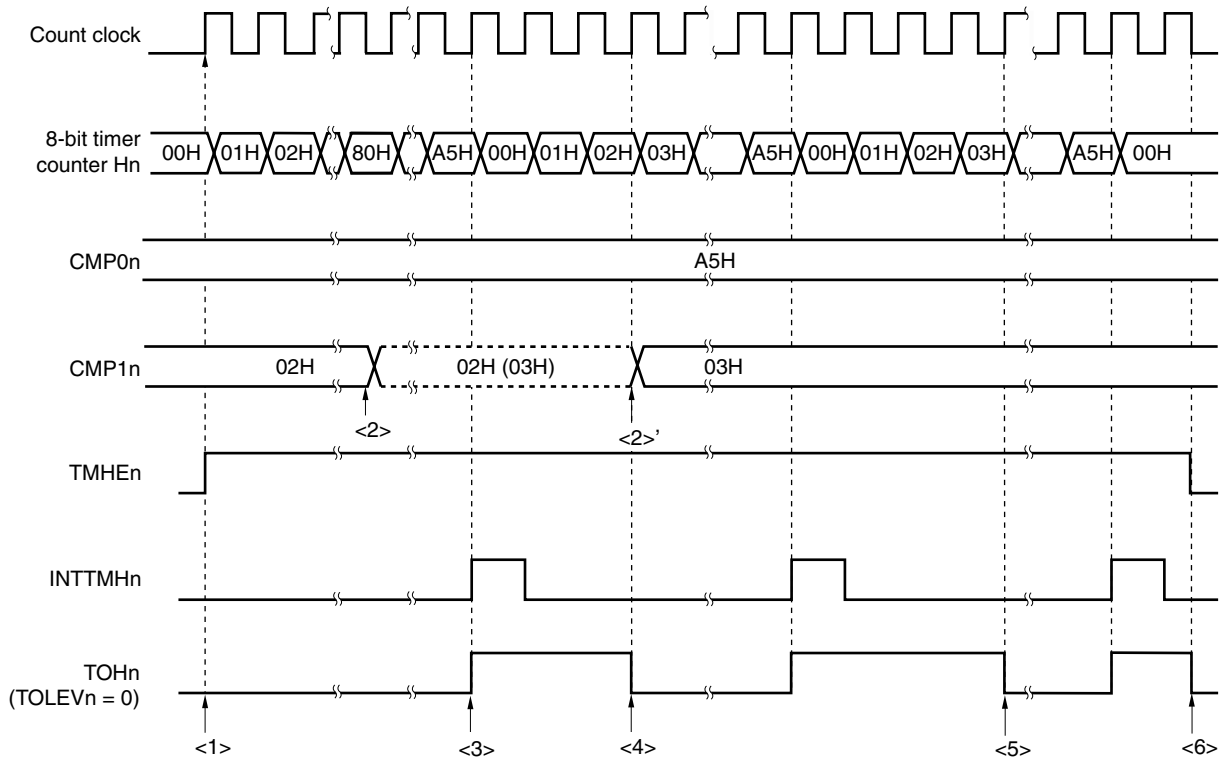 Count clock
8-bit timer
counter Hn
00H 01H 02H 80H A5H 00H 01H 02H 03H A5H 00H 01H 02H 03H A5H 00H
CMP0n
A5H
CMP1n
02H 02H (03H) 03H
<2> <2>’
TMHEn
INTTMHn
TOHn
(TOLEVn = 0)
<1> <3> <4> <5> <6>